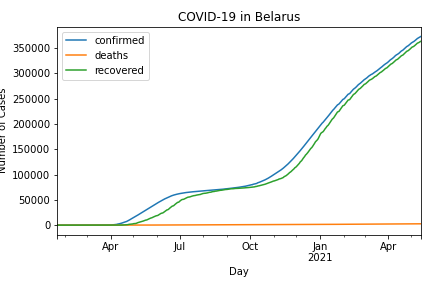 COVID-19 in Belarus
confirmed
deaths
recovered
350000
300000
250000
200000
150000
100000
50000
0
Number of Cases
Apr
Jul
Oct
Jan
2021
Apr
Day